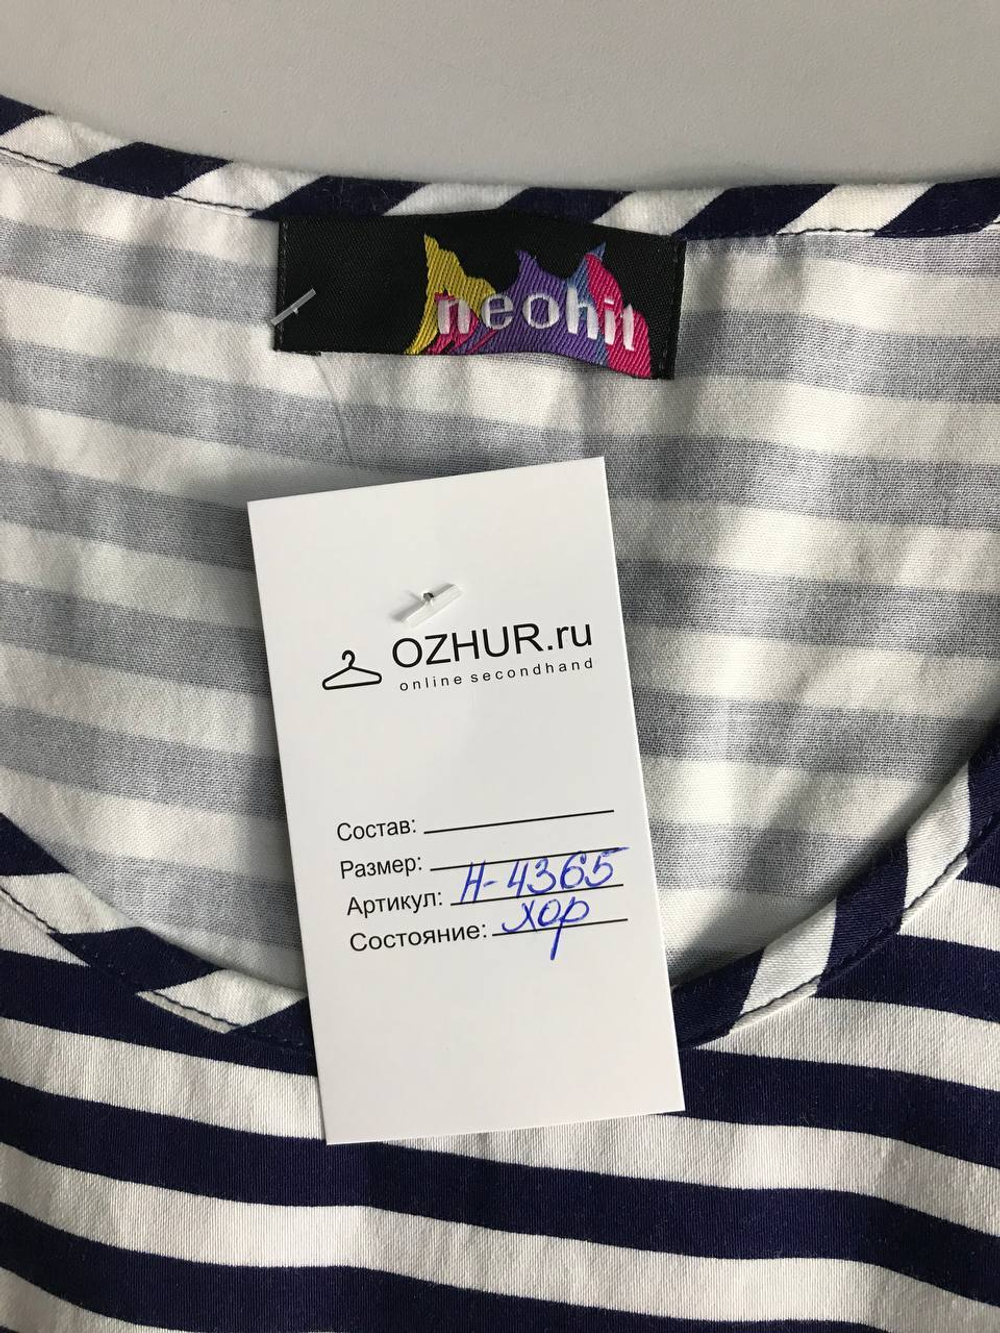 neohit
OZHUR.ru
online secondhand
Состав:
Размер:
Артикул: Н-4365
Состояние: хор